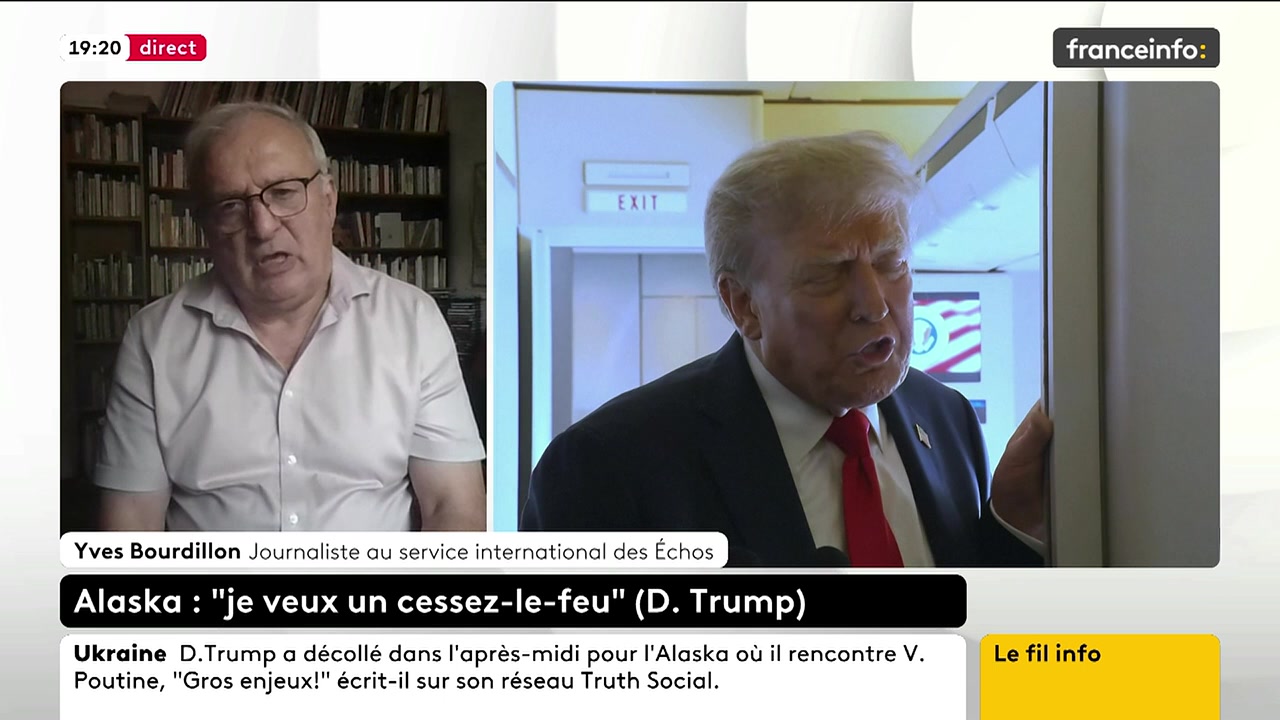 19:20 direct
franceinfo:
EXIT
Yves Bourdillon Journaliste au service international des Échos
Alaska : "je veux un cessez-le-feu" (D. Trump)
Ukraine D.Trump a décollé dans l'après-midi pour l'Alaska où il rencontre V.
Poutine, "Gros enjeux!" écrit-il sur son réseau Truth Social.
Le fil info